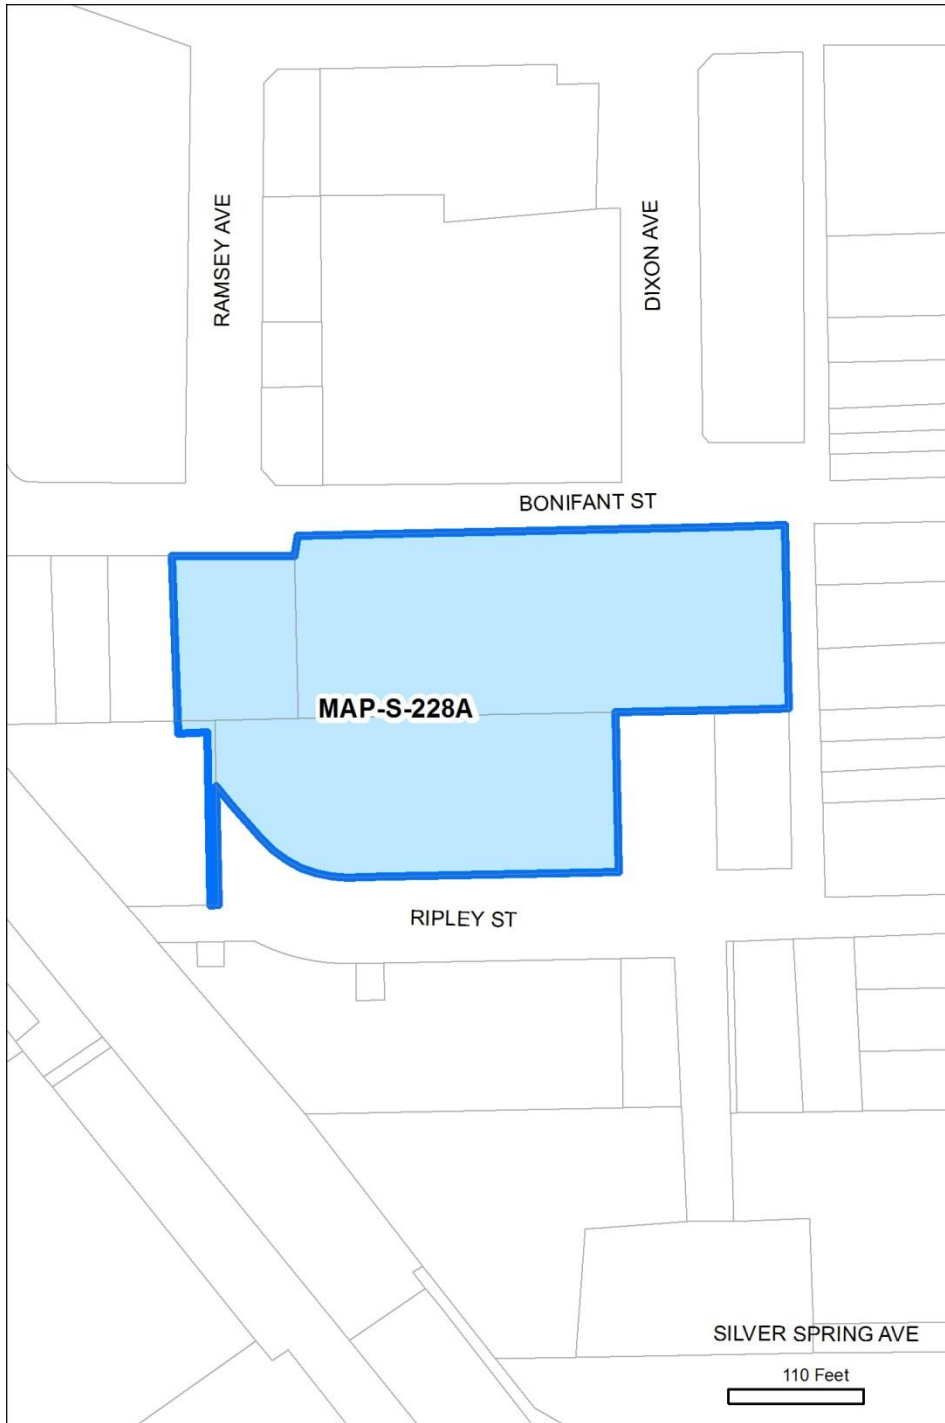 RAMSEY AVE
DIXON AVE
BONIFANT ST
MAP-S-228A
RIPLEY ST
SILVER SPRING AVE
110 Feet